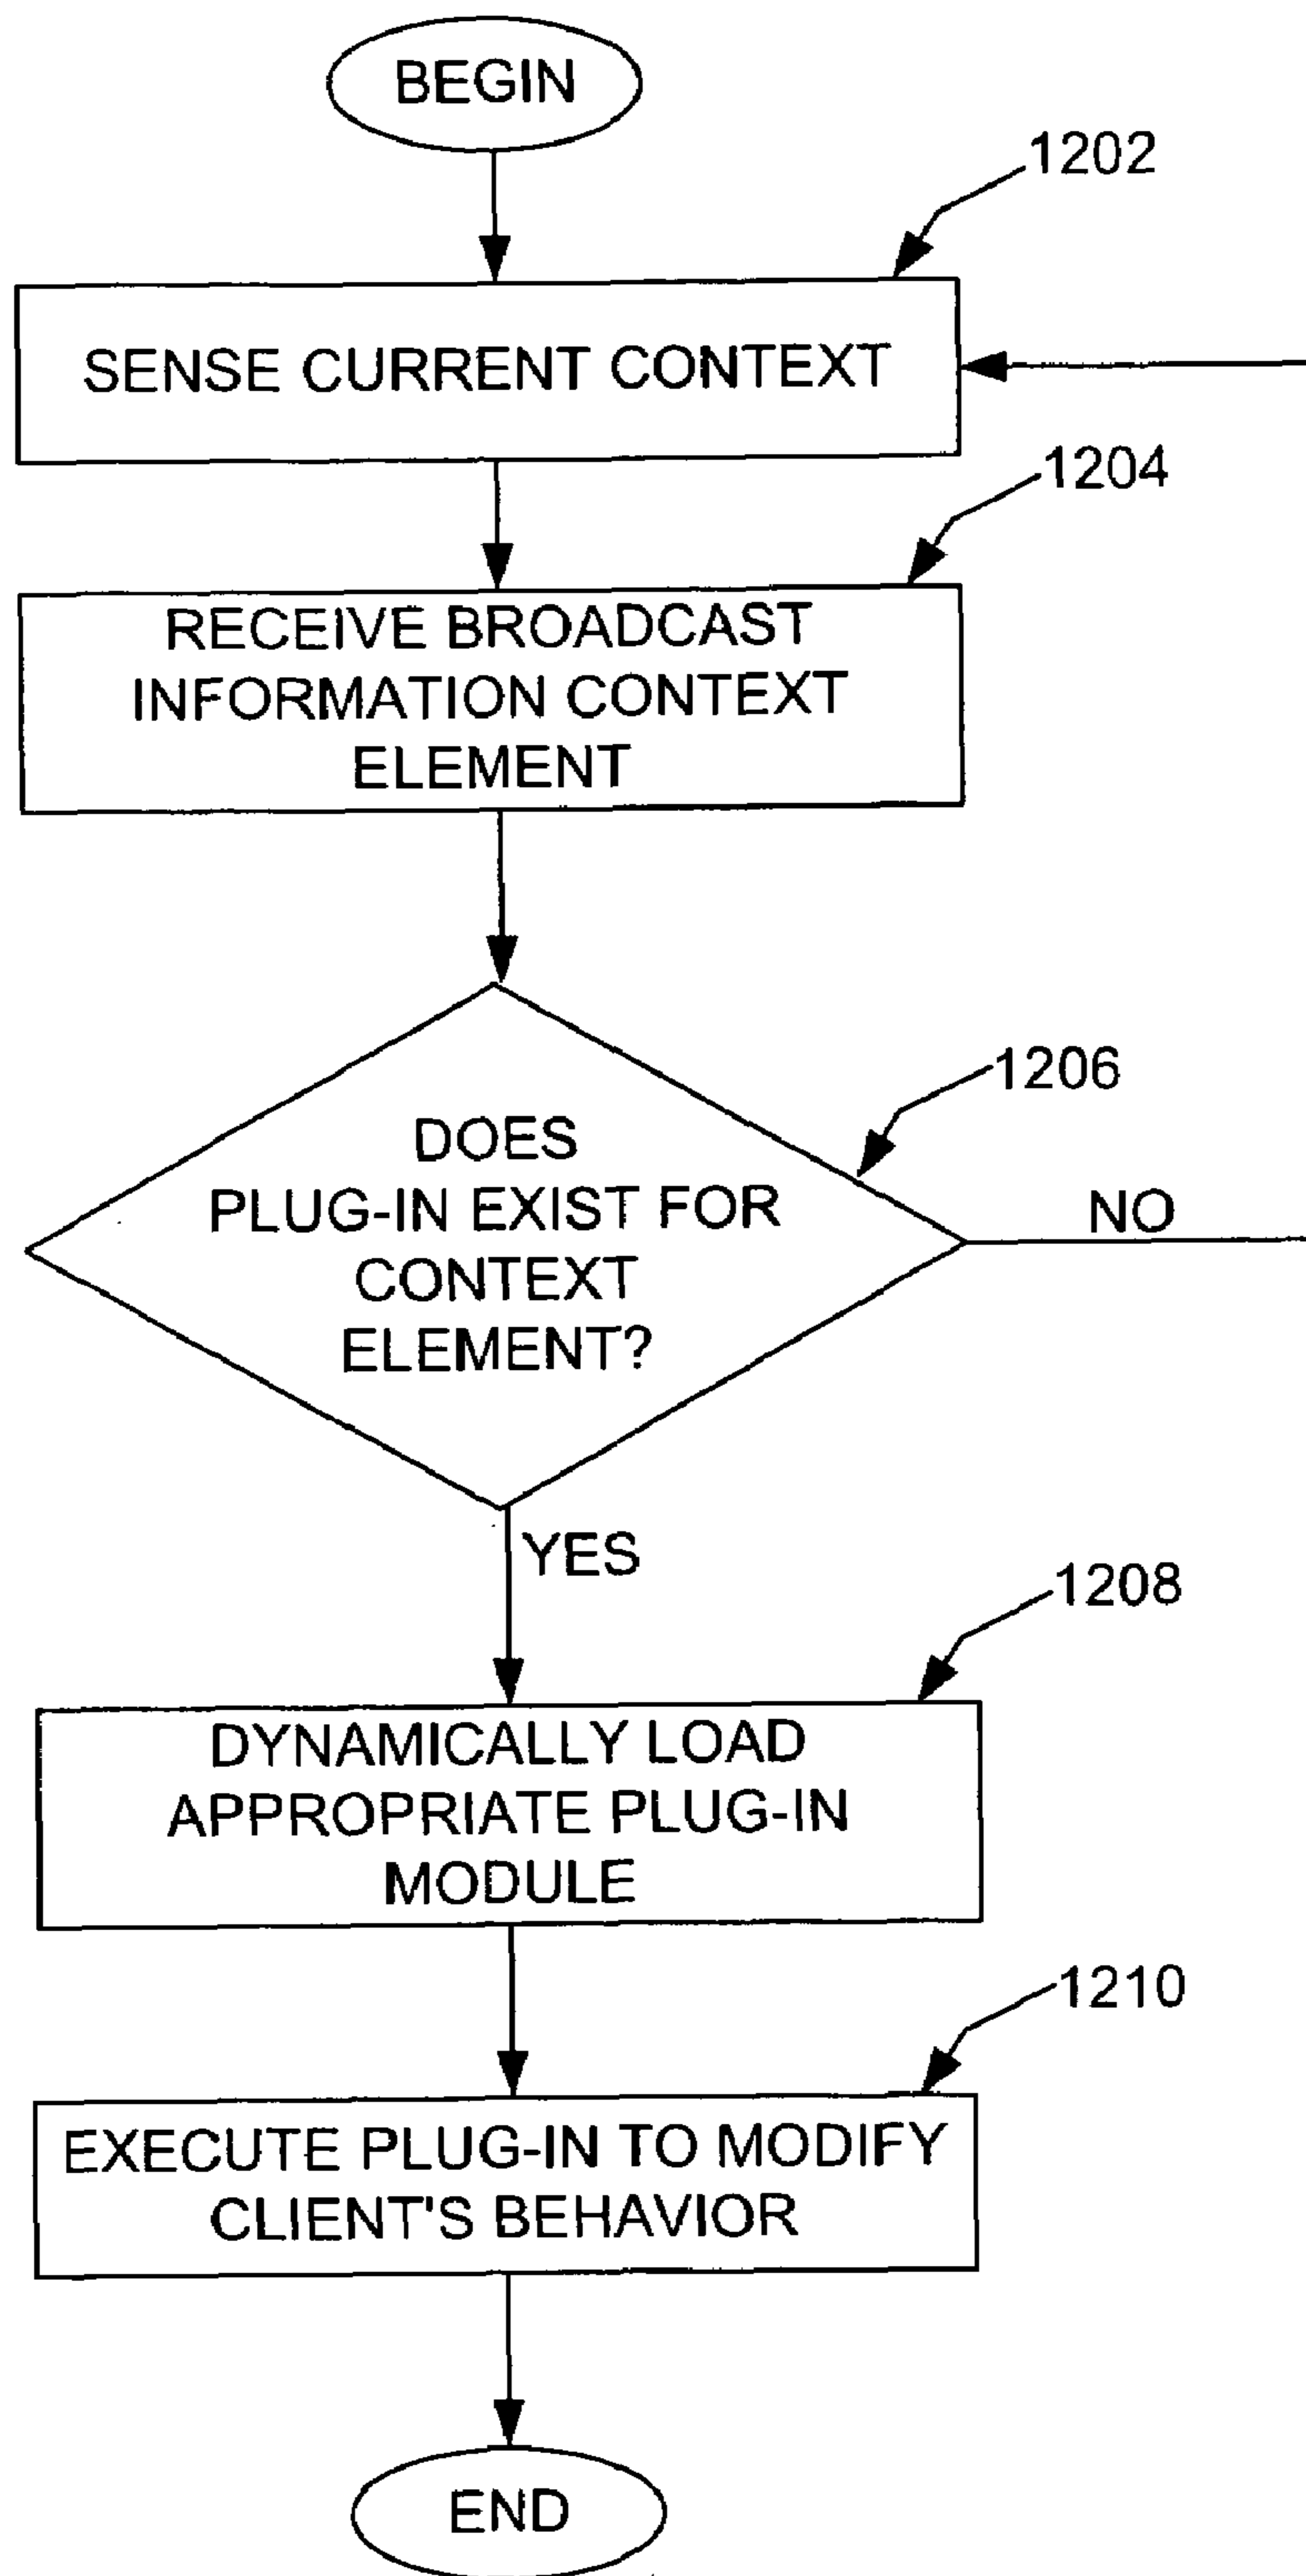 BEGIN
1202
SENSE CURRENT CONTEXT
1204
RECEIVE BROADCAST
INFORMATION CONTEXT
ELEMENT
1206
DOES
PLUG-IN EXIST FOR
CONTEXT
ELEMENT?
NO
YES
1208
DYNAMICALLY LOAD
APPROPRIATE PLUG-IN
MODULE
1210
EXECUTE PLUG-IN TO MODIFY
CLIENT'S BEHAVIOR
END